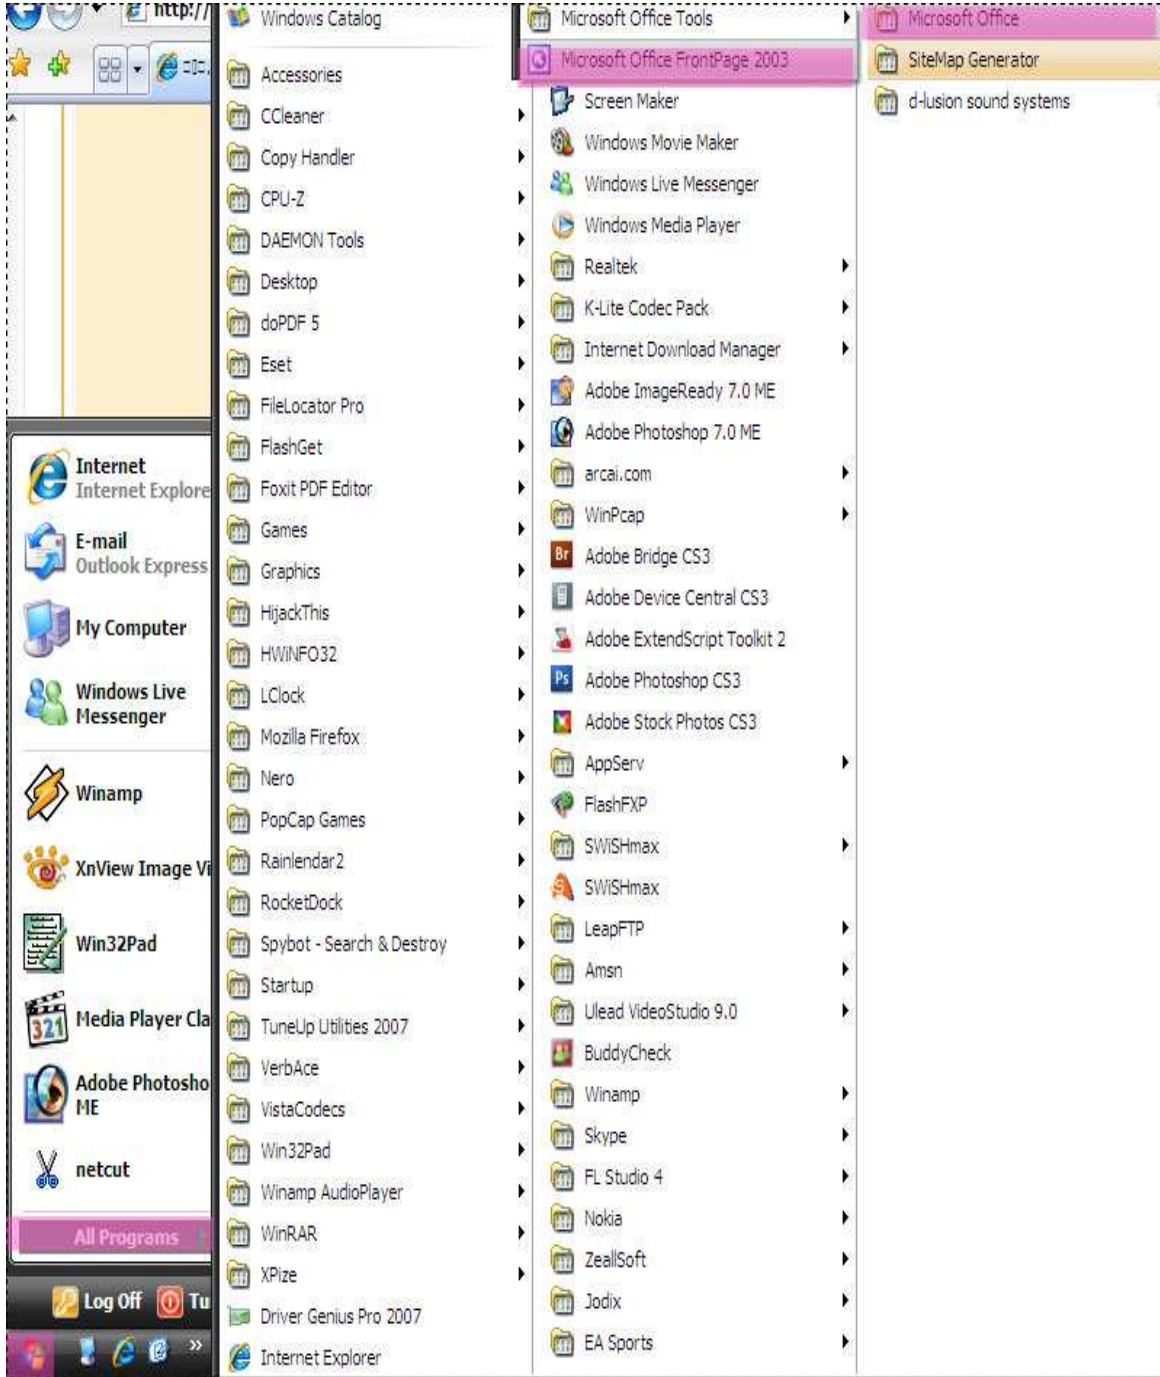 http://
Internet
Internet Explore
E-mail
Outlook Express
My Computer
Windows Live
Messenger
Winamp
XnView Image Vi
Win32Pad
321
Media Player Cla
Adobe Photosho
ME
netcut
All Programs
Log Off
Tu
»
Windows Catalog
Accessories
CCleaner
Copy Handler
CPU-Z
DAEMON Tools
Desktop
doPDF 5
Eset
FileLocator Pro
FlashGet
Foxit PDF Editor
Games
Graphics
HijackThis
HWiNFO32
LClock
Mozilla Firefox
Nero
PopCap Games
Rainlendar2
RocketDock
Spybot - Search & Destroy
Startup
TuneUp Utilities 2007
VerbAce
VistaCodecs
Win32Pad
Winamp AudioPlayer
WinRAR
XPize
Driver Genius Pro 2007
Internet Explorer
Microsoft Office Tools
Microsoft Office FrontPage 2003
Screen Maker
Windows Movie Maker
Windows Live Messenger
Windows Media Player
Realtek
K-Lite Codec Pack
Internet Download Manager
Adobe ImageReady 7.0 ME
Adobe Photoshop 7.0 ME
arcai.com
WinPcap
Br Adobe Bridge CS3
Adobe Device Central CS3
Adobe ExtendScript Toolkit 2
Ps Adobe Photoshop CS3
Adobe Stock Photos CS3
AppServ
FlashFXP
SWiSHmax
SWiSHmax
LeapFTP
Amsn
Ulead VideoStudio 9.0
BuddyCheck
Winamp
Skype
FL Studio 4
Nokia
ZeallSoft
Jodix
EA Sports
Microsoft Office
SiteMap Generator
d-lusion sound systems